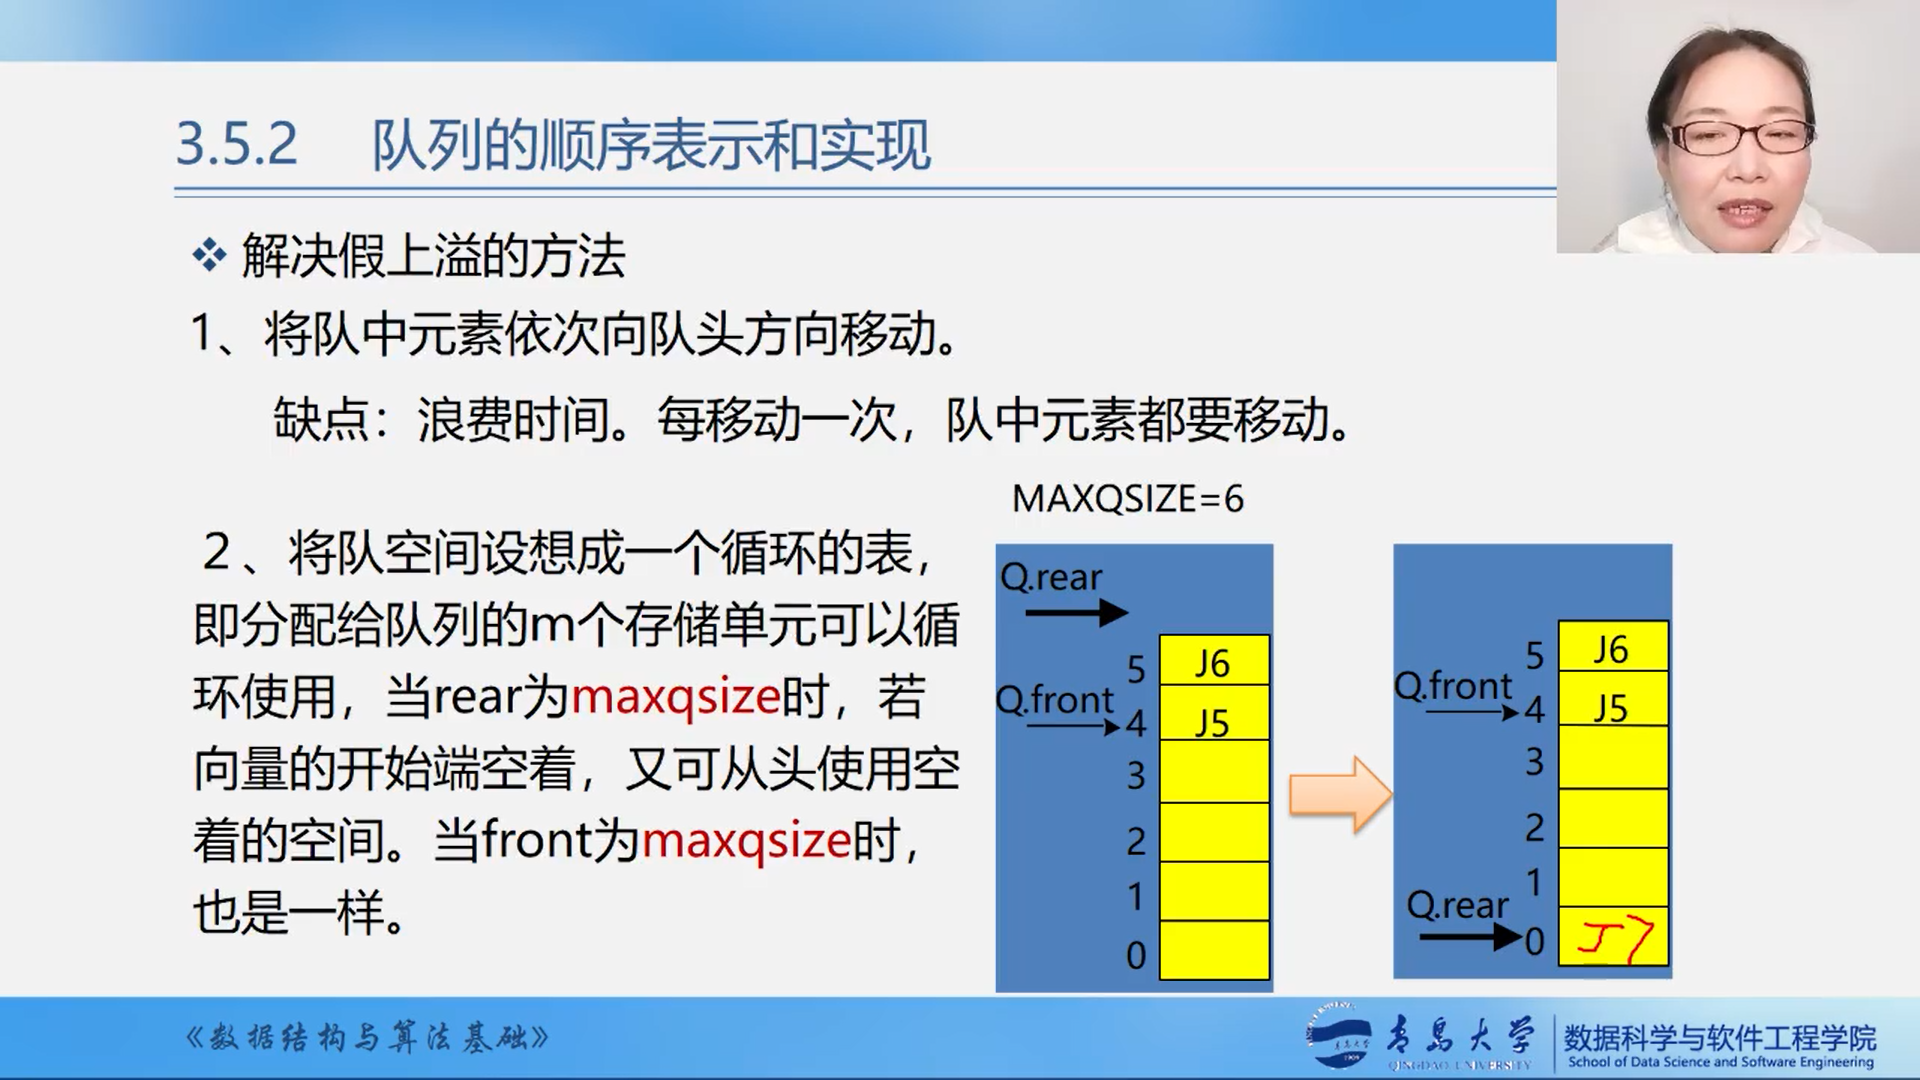 3.5.2 队列的顺序表示和实现
解决假上溢的方法
1、将队中元素依次向队头方向移动。
缺点：浪费时间。每移动一次，队中元素都要移动。
MAXQSIZE=6
2、将队空间设想成一个循环的表，
即分配给队列的m个存储单元可以循
环使用，当rear为maxqsize时，若
向量的开始端空着，又可从头使用空
着的空间。当front为maxqsize时，
也是一样。
Q.rear
5 J6
Q.front
4 J5
3
2
1
0
5 J6
Q.front
4 J5
3
2
1
Q.rear
0 J7
《数据结构与算法基础》
青岛大学
QINGDAO UNIVERSITY
数据科学与软件工程学院
School of Data Science and Software Engineering